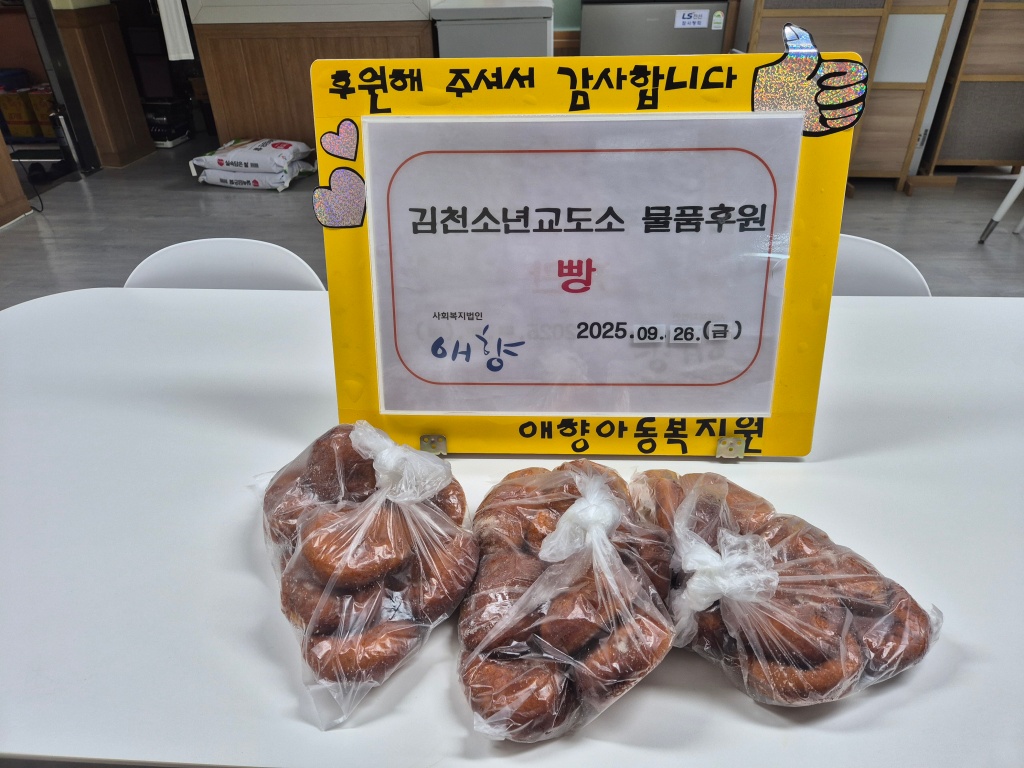 후원해 주셔서 감사합니다
김천소년교도소 물품후원
빵
사회복지법인
애향
2025.09.26.(금)
애향아동복지원
LS